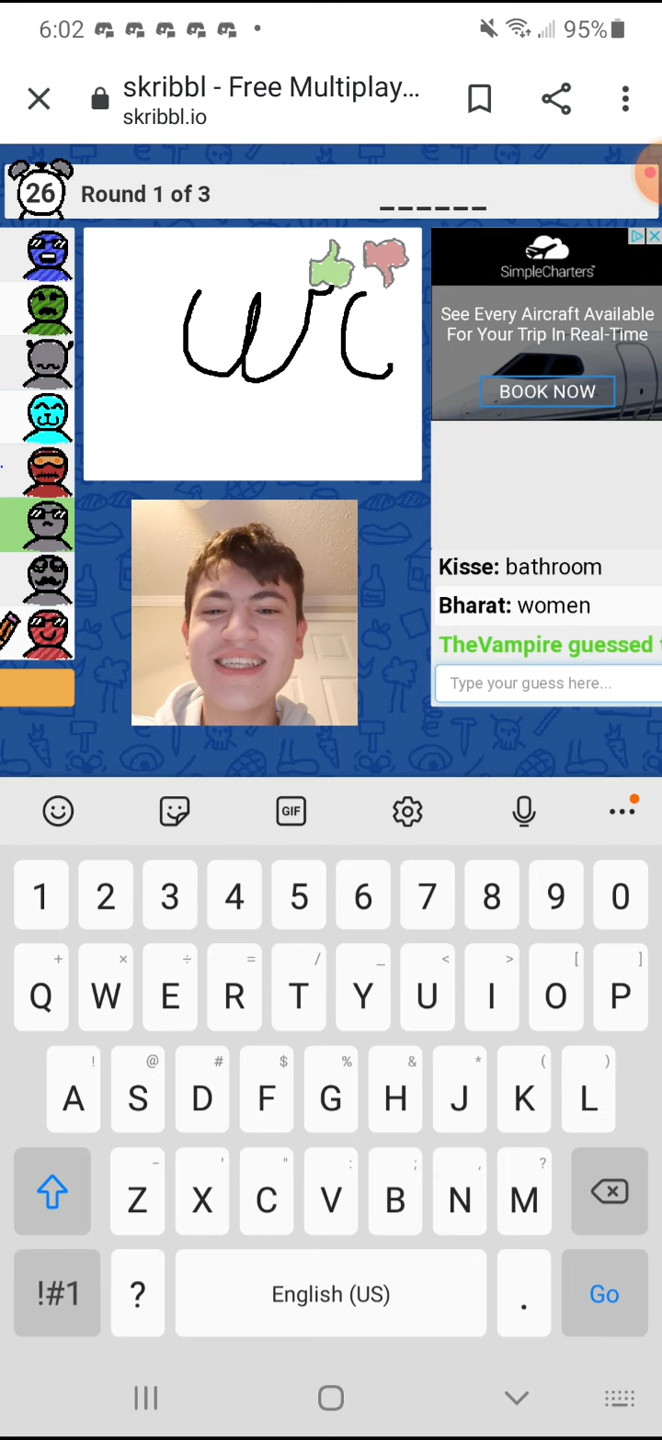 6:02 95%
skribbl - Free Multiplay...
skribbl.io
26 Round 1 of 3 ______
wc
SimpleCharters
See Every Aircraft Available
For Your Trip In Real-Time
BOOK NOW
Kisse: bathroom
Bharat: women
TheVampire guessed
Type your guess here...
GIF
1 2 3 4 5 6 7 8 9 0
+ × ÷ = / _ < > [ ]
Q W E R T Y U I O P
! @ # $ % & * ( )
A S D F G H J K L
- ' " : ; , ?
Z X C V B N M
!#1 ? English (US) . Go